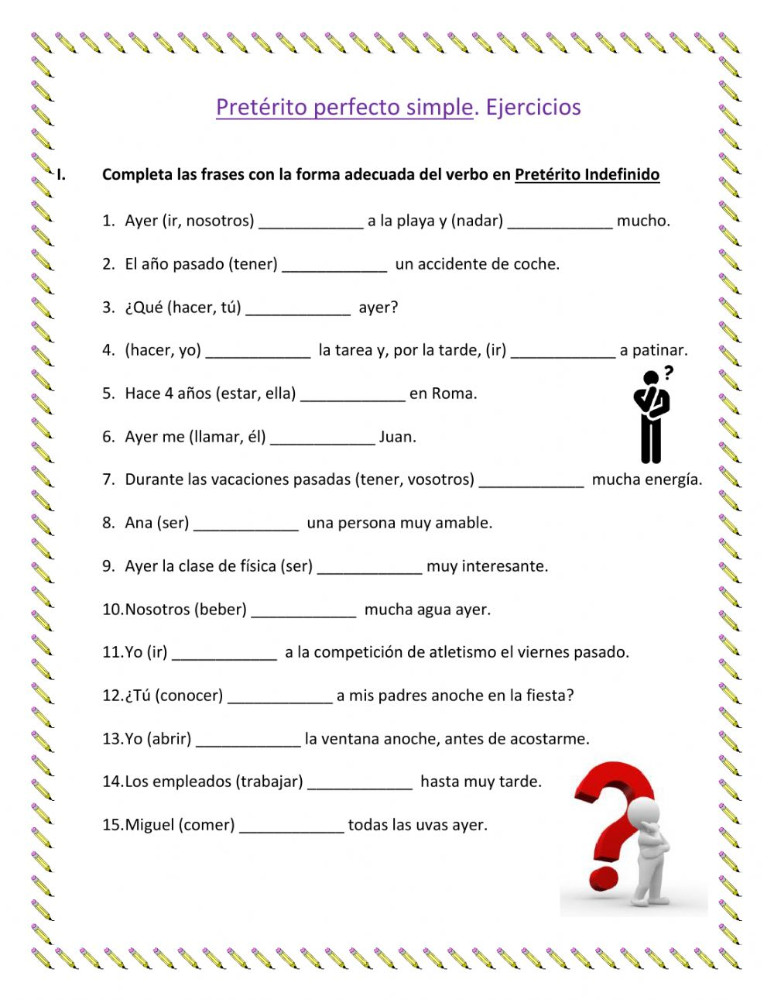 Pretérito perfecto simple. Ejercicios
I. Completa las frases con la forma adecuada del verbo en Pretérito Indefinido
1. Ayer (ir, nosotros) ____________ a la playa y (nadar) ____________ mucho.
2. El año pasado (tener) ____________ un accidente de coche.
3. ¿Qué (hacer, tú) ____________ ayer?
4. (hacer, yo) ____________ la tarea y, por la tarde, (ir) ____________ a patinar.
?
5. Hace 4 años (estar, ella) ____________ en Roma.
6. Ayer me (llamar, él) ____________ Juan.
7. Durante las vacaciones pasadas (tener, vosotros) ____________ mucha energía.
8. Ana (ser) ____________ una persona muy amable.
9. Ayer la clase de física (ser) ____________ muy interesante.
10.Nosotros (beber) ____________ mucha agua ayer.
11.Yo (ir) ____________ a la competición de atletismo el viernes pasado.
12.¿Tú (conocer) ____________ a mis padres anoche en la fiesta?
13.Yo (abrir) ____________ la ventana anoche, antes de acostarme.
14.Los empleados (trabajar) ____________ hasta muy tarde.
15.Miguel (comer) ____________ todas las uvas ayer.
?